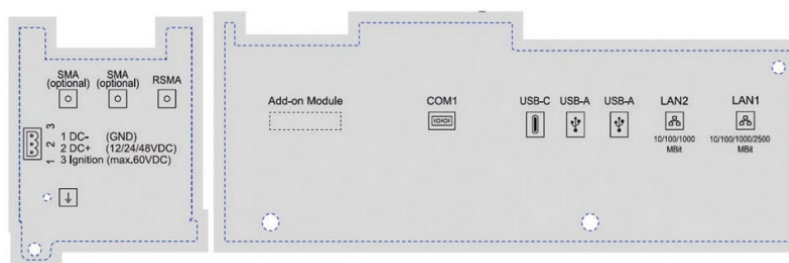 SMA (optional)
SMA (optional)
RSMA
3
2
1
1 DC- (GND)
2 DC+ (12/24/48VDC)
3 Ignition (max.60VDC)
Add-on Module
COM1
USB-C
USB-A
USB-A
LAN2
LAN1
10/100/1000
MBit
10/100/1000/2500
MBit